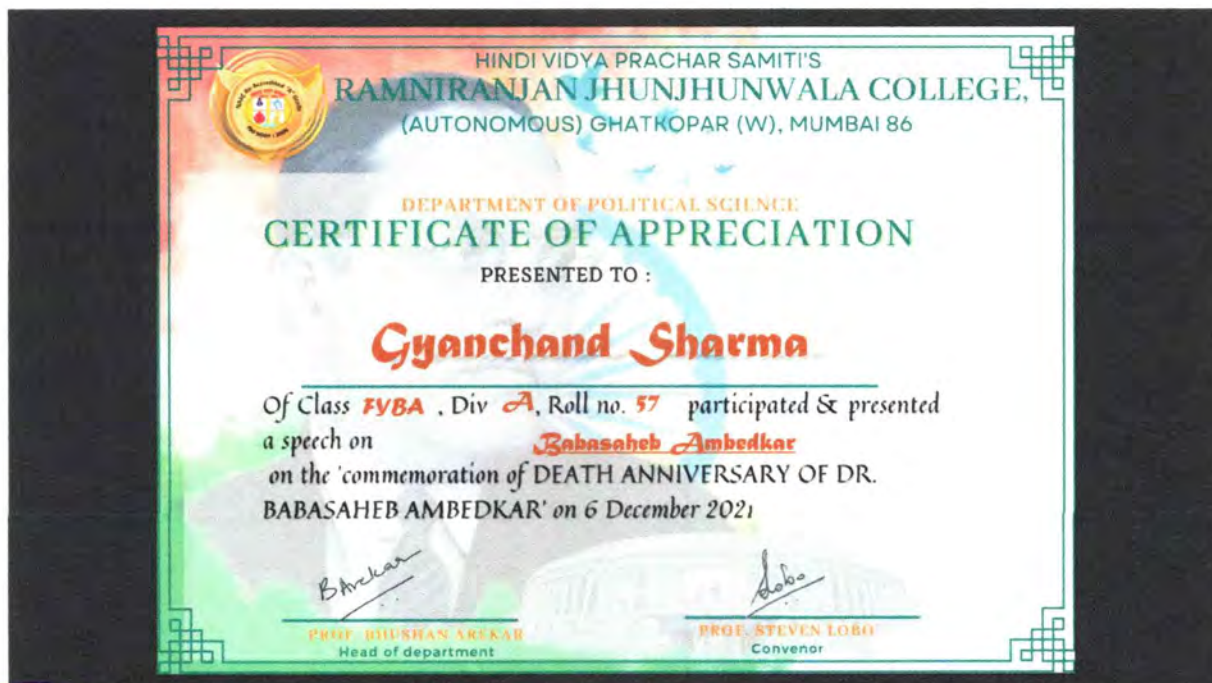 HINDI VIDYA PRACHAR SAMITI'S
RAMNIRANJAN JHUNJHUNWALA COLLEGE,
(AUTONOMOUS) GHATKOPAR (W), MUMBAI 86
DEPARTMENT OF POLITICAL SCIENCE
CERTIFICATE OF APPRECIATION
PRESENTED TO :
Gyanchand Sharma
Of Class FYBA , Div A, Roll no. 57 participated & presented
a speech on Babasaheb Ambedkar
on the 'commemoration of DEATH ANNIVERSARY OF DR.
BABASAHEB AMBEDKAR' on 6 December 2021
BArekar
Lobo
PROF. BHUSHAN AREKAR
Head of department
PROF. STEVEN LOBO
Convenor